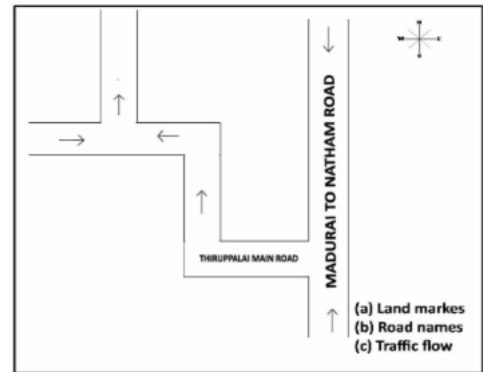 N
W E
S
MADURAI TO NATHAM ROAD
THIRUPPALAI MAIN ROAD
(a) Land markes
(b) Road names
(c) Traffic flow